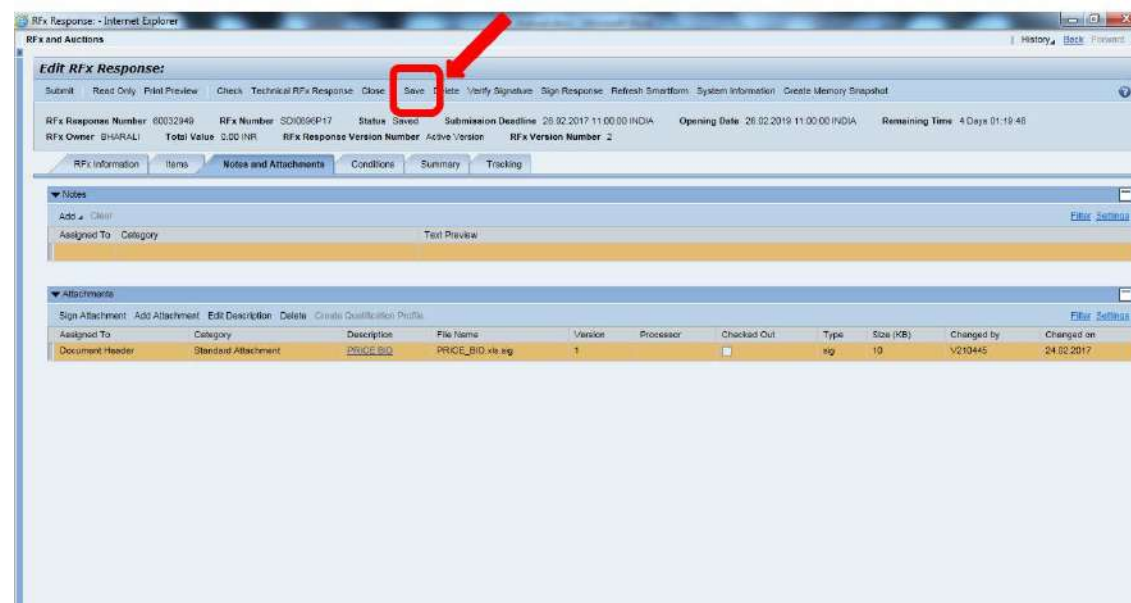 RFx Response: - Internet Explorer
RFx and Auctions History Back Forward
Edit RFx Response:
Submit Read Only Print Preview Check Technical RFx Response Close Save Delete Verify Signature Sign Response Refresh Smartform System Information Create Memory Snapshot
RFx Response Number 60032949 RFx Number SDI0696P17 Status Saved Submission Deadline 28.02.2017 11:00:00 INDIA Opening Date 28.02.2019 11:00:00 INDIA Remaining Time 4 Days 01:19:48
RFx Owner BHARALI Total Value 0.00 INR RFx Response Version Number Active Version RFx Version Number 2
RFx Information Items Notes and Attachments Conditions Summary Tracking
Notes
Add Clear Filter Settings
Assigned To Category Text Preview
Attachments
Sign Attachment Add Attachment Edit Description Delete Create Qualification Profile Filter Settings
Assigned To Category Description File Name Version Processor Checked Out Type Size (KB) Changed by Changed on
Document Header Standard Attachment PRICE BID PRICE_BID.xls.sig 1 sig 10 V210445 24.02.2017